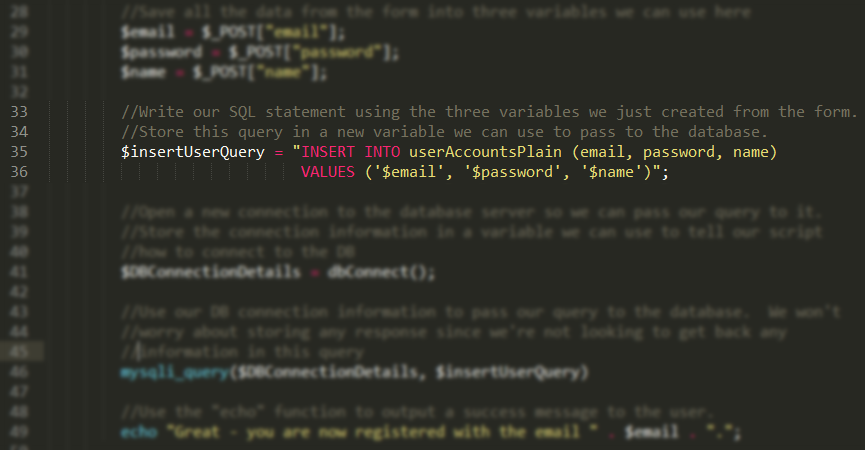 28 //Save all the data from the form into three variables we can use here
29 $email = $_POST["email"];
30 $password = $_POST["password"];
31 $name = $_POST["name"];
32
33 //Write our SQL statement using the three variables we just created from the form.
34 //Store this query in a new variable we can use to pass to the database.
35 $insertUserQuery = "INSERT INTO userAccountsPlain (email, password, name)
36 VALUES ('$email', '$password', '$name')";
37
38 //Open a new connection to the database server so we can pass our query to it.
39 //Store the connection information in a variable we can use to tell our script
40 //how to connect to the DB
41 $DBConnectionDetails = dbConnect();
42
43 //Use our DB connection information to pass our query to the database.  We won't
44 //worry about storing any response since we're not looking to get back any
45 //information in this query
46 mysqli_query($DBConnectionDetails, $insertUserQuery)
47
48 //Use the "echo" function to output a success message to the user.
49 echo "Great - you are now registered with the email " . $email . ".";